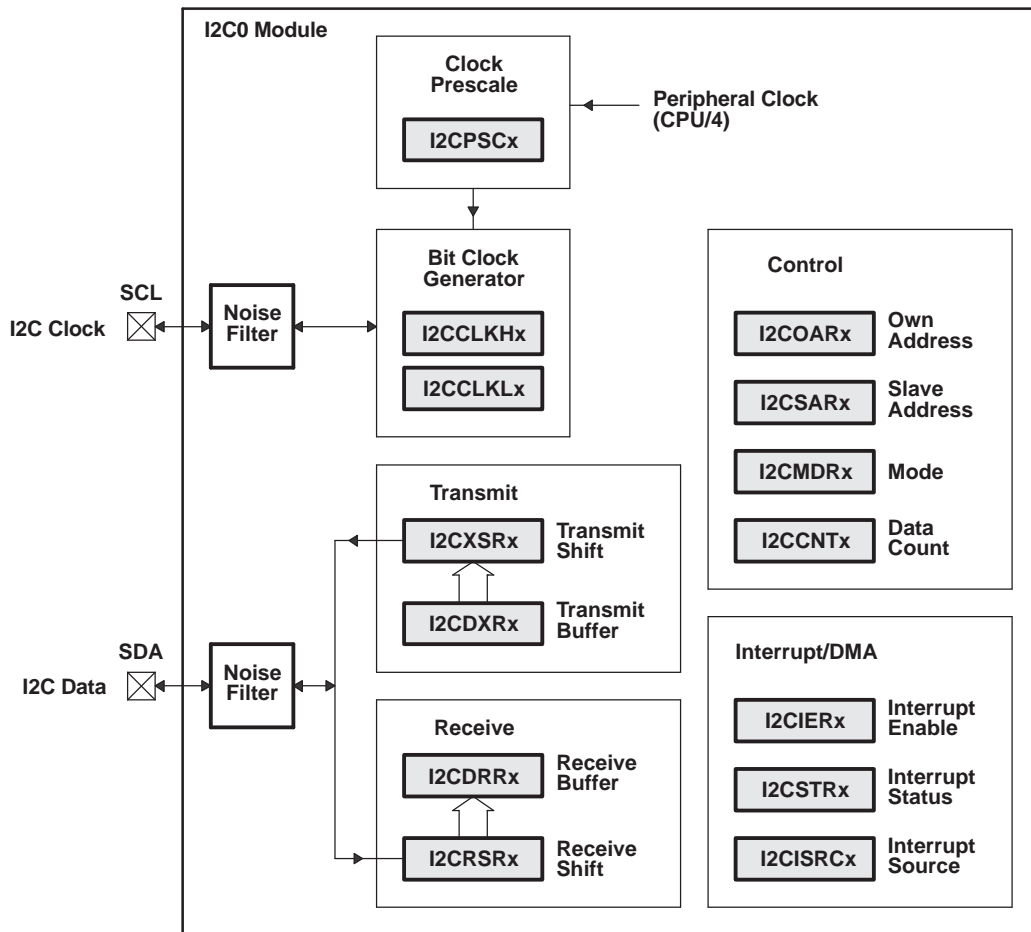 I2C0 Module
Clock
Prescale
I2CPSCx
Peripheral Clock
(CPU/4)
Bit Clock
Generator
I2CCLKHx
I2CCLKLx
SCL
I2C Clock
Noise
Filter
Control
I2COARx
Own
Address
I2CSARx
Slave
Address
I2CMDRx
Mode
I2CCNTx
Data
Count
Transmit
I2CXSRx
Transmit
Shift
I2CDXRx
Transmit
Buffer
SDA
I2C Data
Noise
Filter
Receive
I2CDRRx
Receive
Buffer
I2CRSRx
Receive
Shift
Interrupt/DMA
I2CIERx
Interrupt
Enable
I2CSTRx
Interrupt
Status
I2CISRCx
Interrupt
Source